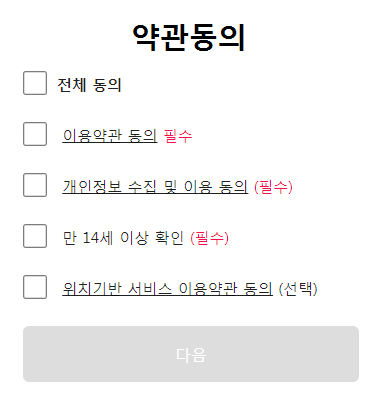 약관동의
전체 동의
이용약관 동의 필수
개인정보 수집 및 이용 동의 (필수)
만 14세 이상 확인 (필수)
위치기반 서비스 이용약관 동의 (선택)
다음